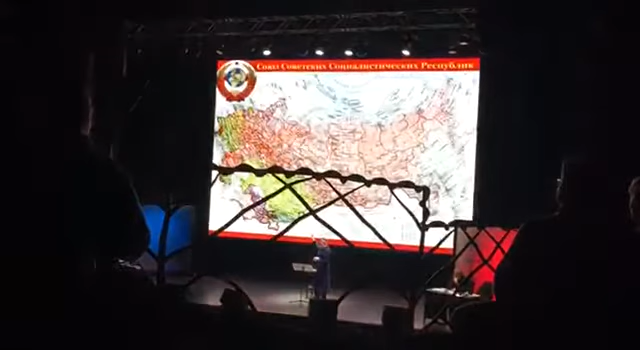 Союз Советских Социалистических Республик